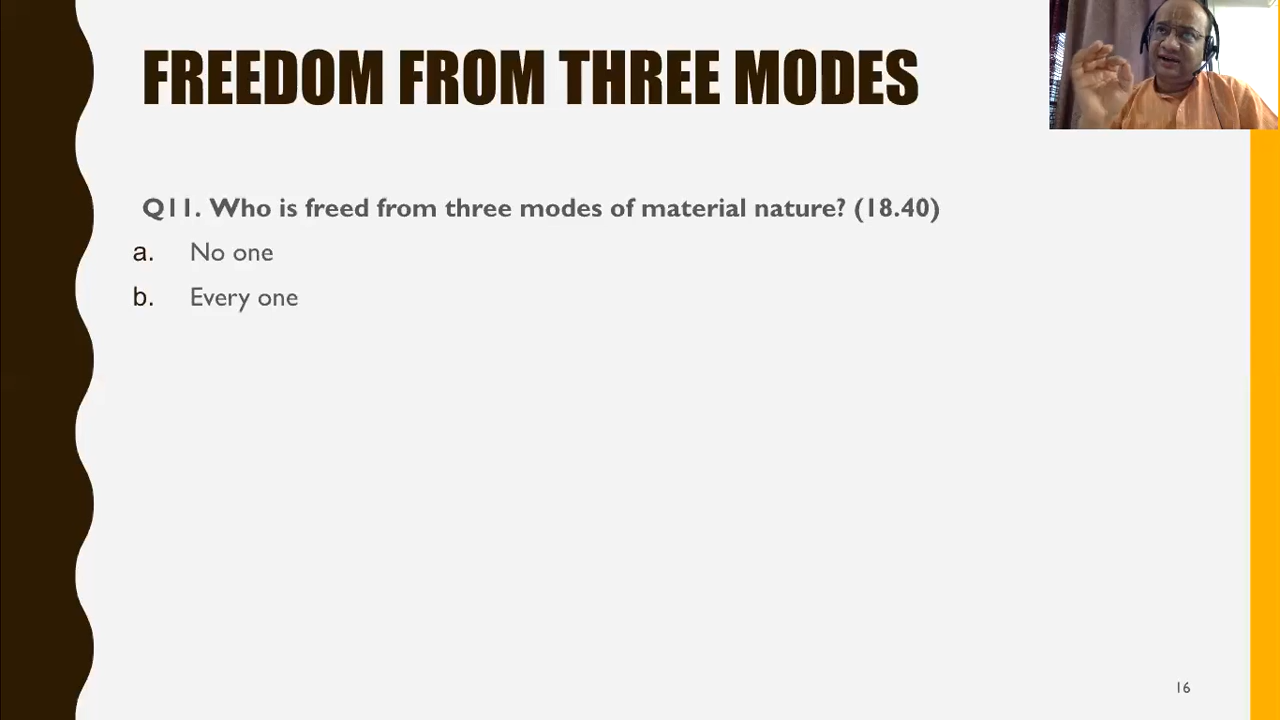 FREEDOM FROM THREE MODES
Q11. Who is freed from three modes of material nature? (18.40)
a. No one
b. Every one
16